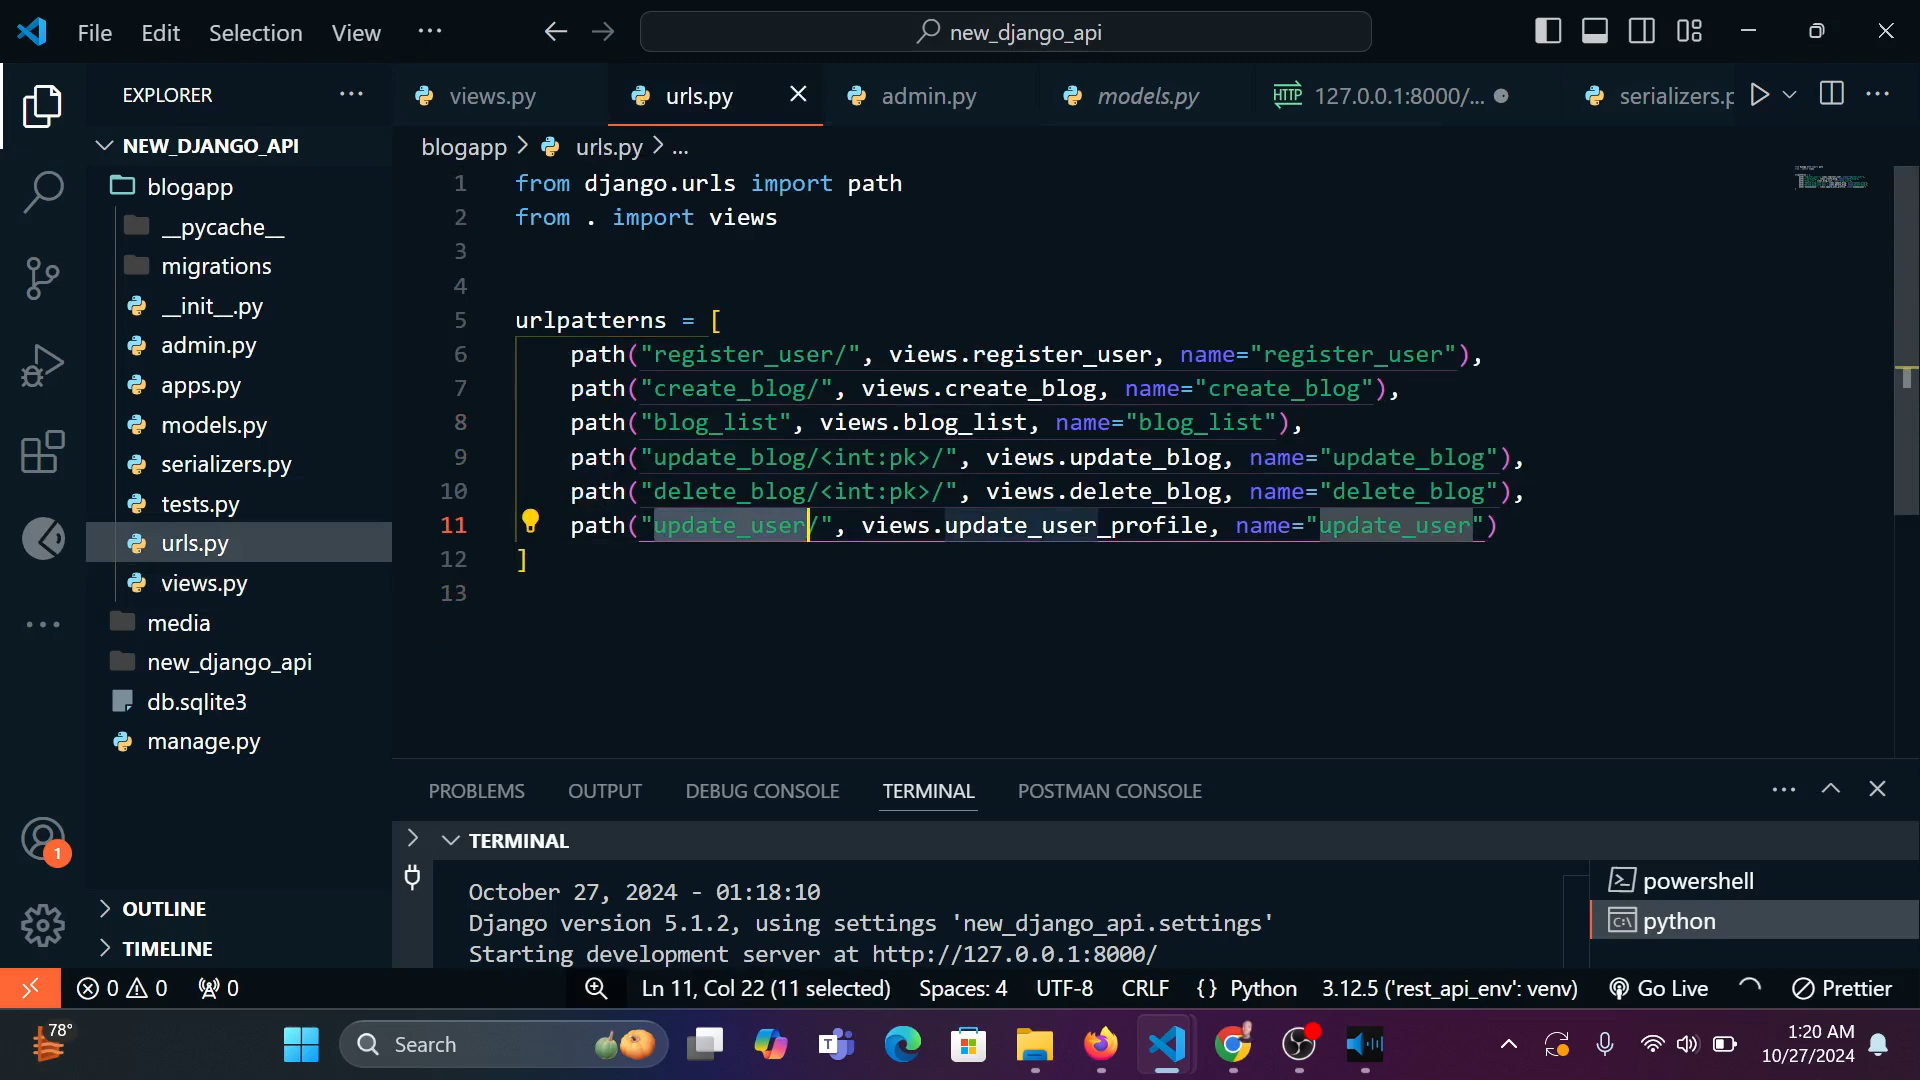 File Edit Selection View ··· new_django_api
EXPLORER ···
views.py urls.py admin.py models.py HTTP 127.0.0.1:8000/... serializers.p
NEW_DJANGO_API
blogapp > urls.py > ...
blogapp
__pycache__
migrations
__init__.py
admin.py
apps.py
models.py
serializers.py
tests.py
urls.py
views.py
media
new_django_api
db.sqlite3
manage.py
OUTLINE
TIMELINE
1
1 from django.urls import path
2 from . import views
3
4
5 urlpatterns = [
6 path("register_user/", views.register_user, name="register_user"),
7 path("create_blog/", views.create_blog, name="create_blog"),
8 path("blog_list", views.blog_list, name="blog_list"),
9 path("update_blog/<int:pk>/", views.update_blog, name="update_blog"),
10 path("delete_blog/<int:pk>/", views.delete_blog, name="delete_blog"),
11 path("update_user/", views.update_user_profile, name="update_user")
12 ]
13
PROBLEMS OUTPUT DEBUG CONSOLE TERMINAL POSTMAN CONSOLE
TERMINAL
October 27, 2024 - 01:18:10
Django version 5.1.2, using settings 'new_django_api.settings'
Starting development server at http://127.0.0.1:8000/
powershell
python
0 0 0 Ln 11, Col 22 (11 selected) Spaces: 4 UTF-8 CRLF {} Python 3.12.5 ('rest_api_env': venv) Go Live Prettier
78° Search 1:20 AM
10/27/2024